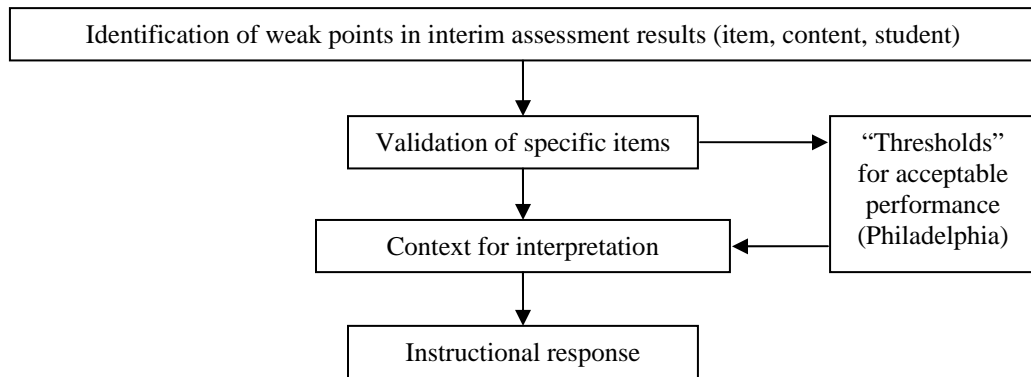 Identification of weak points in interim assessment results (item, content, student)
Validation of specific items
“Thresholds”
for acceptable
performance
(Philadelphia)
Context for interpretation
Instructional response